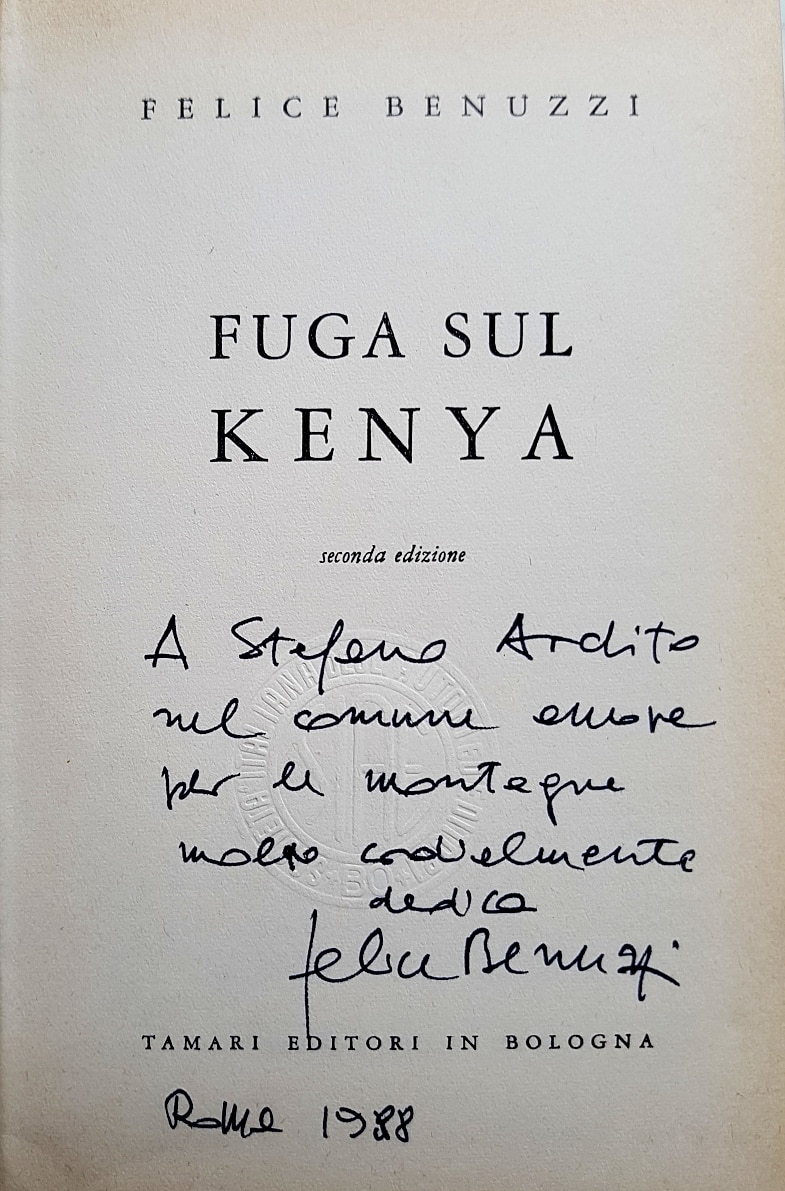 FELICE BENUZZI
FUGA SUL
KENYA
seconda edizione
A Stefano Ardito
nel comune amore
per le montagne
molto cordialmente
dedica
Felice Benuzzi
TAMARI EDITORI IN BOLOGNA
Roma 1988